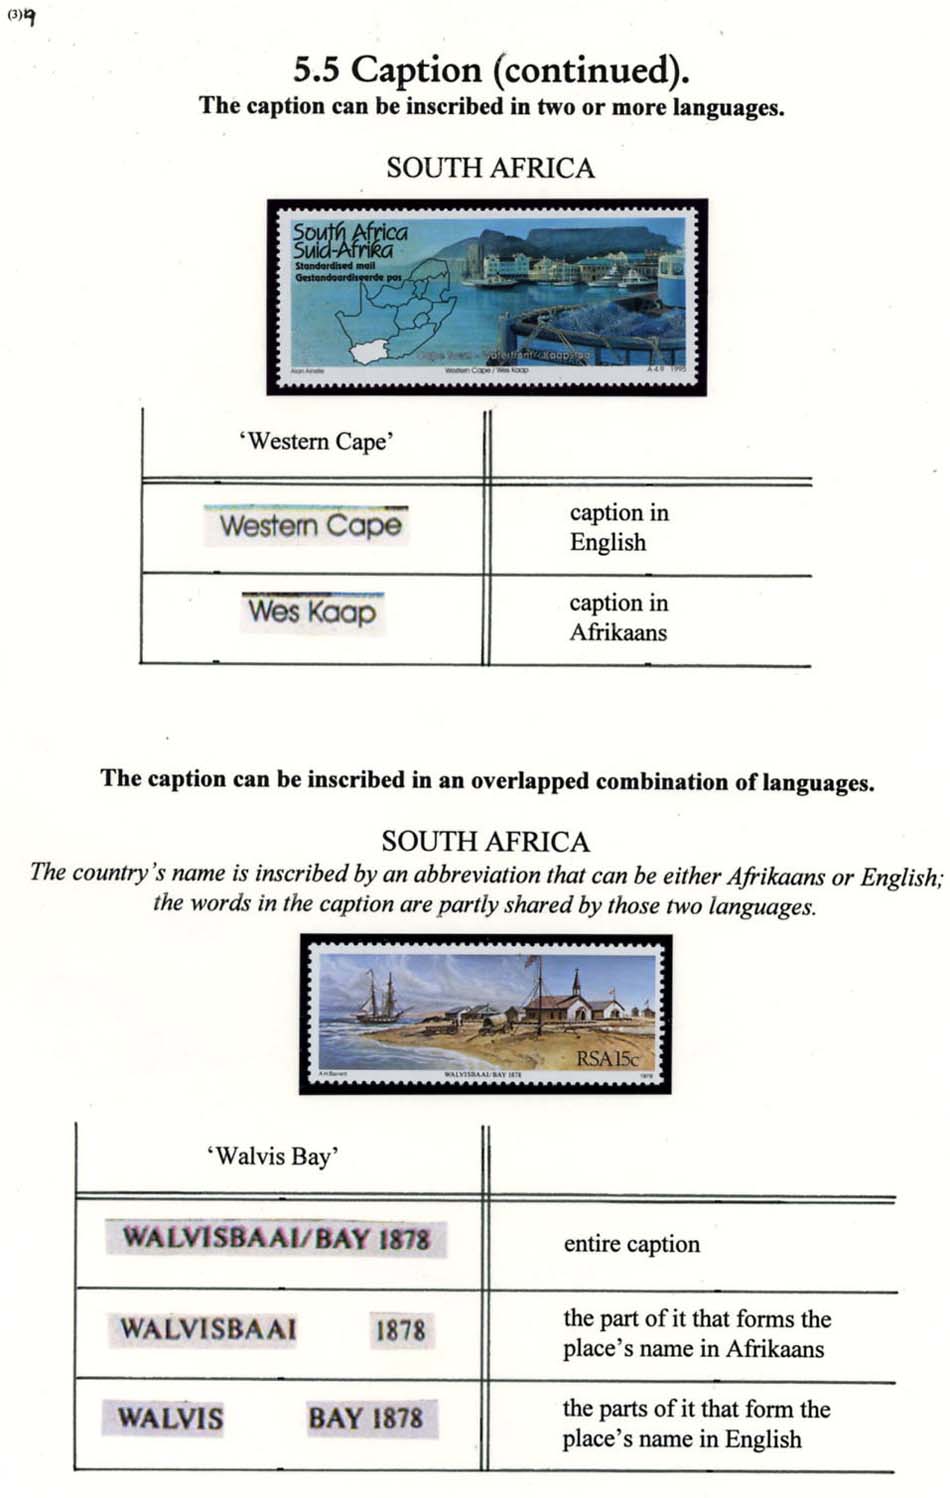 (3)9
5.5 Caption (continued).
The caption can be inscribed in two or more languages.
SOUTH AFRICA
South Africa
Suid-Afrika
Standardised mail
Gestandaardiseerde pos
Cape Town - Waterfront - Kaapstad
Alan Ainslie
Western Cape / Wes Kaap
1995
‘Western Cape’
Western Cape
caption in
English
Wes Kaap
caption in
Afrikaans
The caption can be inscribed in an overlapped combination of languages.
SOUTH AFRICA
The country’s name is inscribed by an abbreviation that can be either Afrikaans or English;
the words in the caption are partly shared by those two languages.
RSA 15c
A H Barrett
WALVISBAAI/BAY 1878
1978
‘Walvis Bay’
WALVISBAAI/BAY 1878
entire caption
WALVISBAAI 1878
the part of it that forms the
place’s name in Afrikaans
WALVIS BAY 1878
the parts of it that form the
place’s name in English